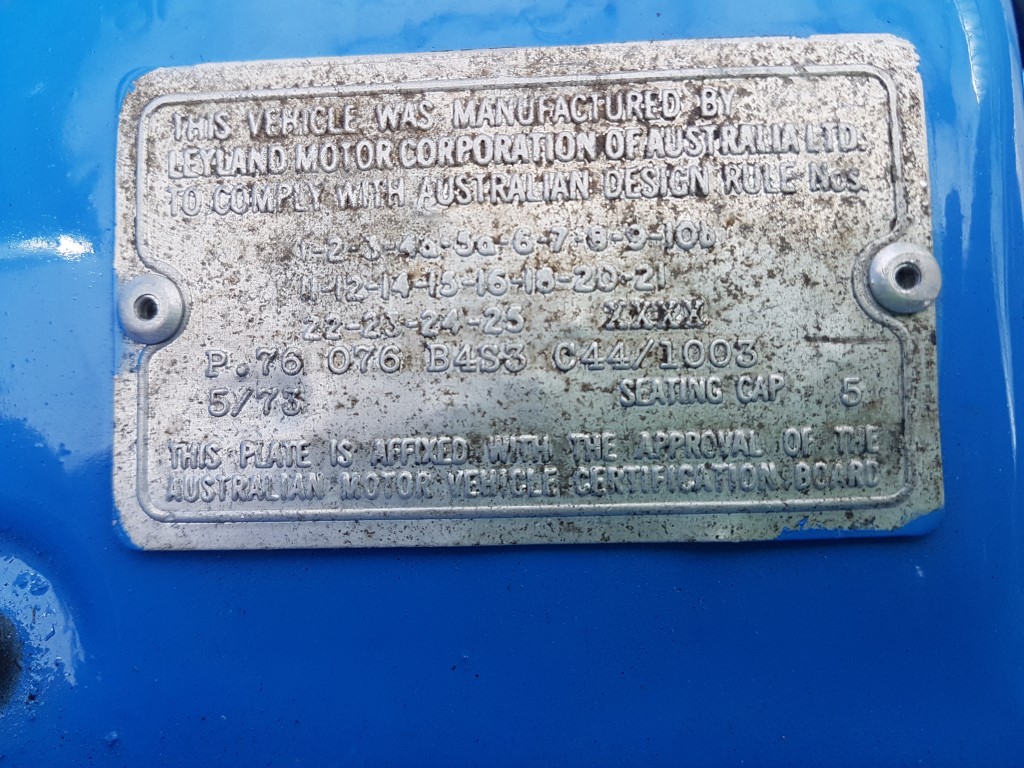 THIS VEHICLE WAS MANUFACTURED BY
LEYLAND MOTOR CORPORATION OF AUSTRALIA LTD.
TO COMPLY WITH AUSTRALIAN DESIGN RULE Nos
1-2-3-4a-5a-6-7-8-9-10b
11-12-14-15-16-18-20-21
22-23-24-25 XXXX
P.76 076 B4S3 C44/1003
5/73 SEATING CAP 5
THIS PLATE IS AFFIXED WITH THE APPROVAL OF THE
AUSTRALIAN MOTOR VEHICLE CERTIFICATION BOARD